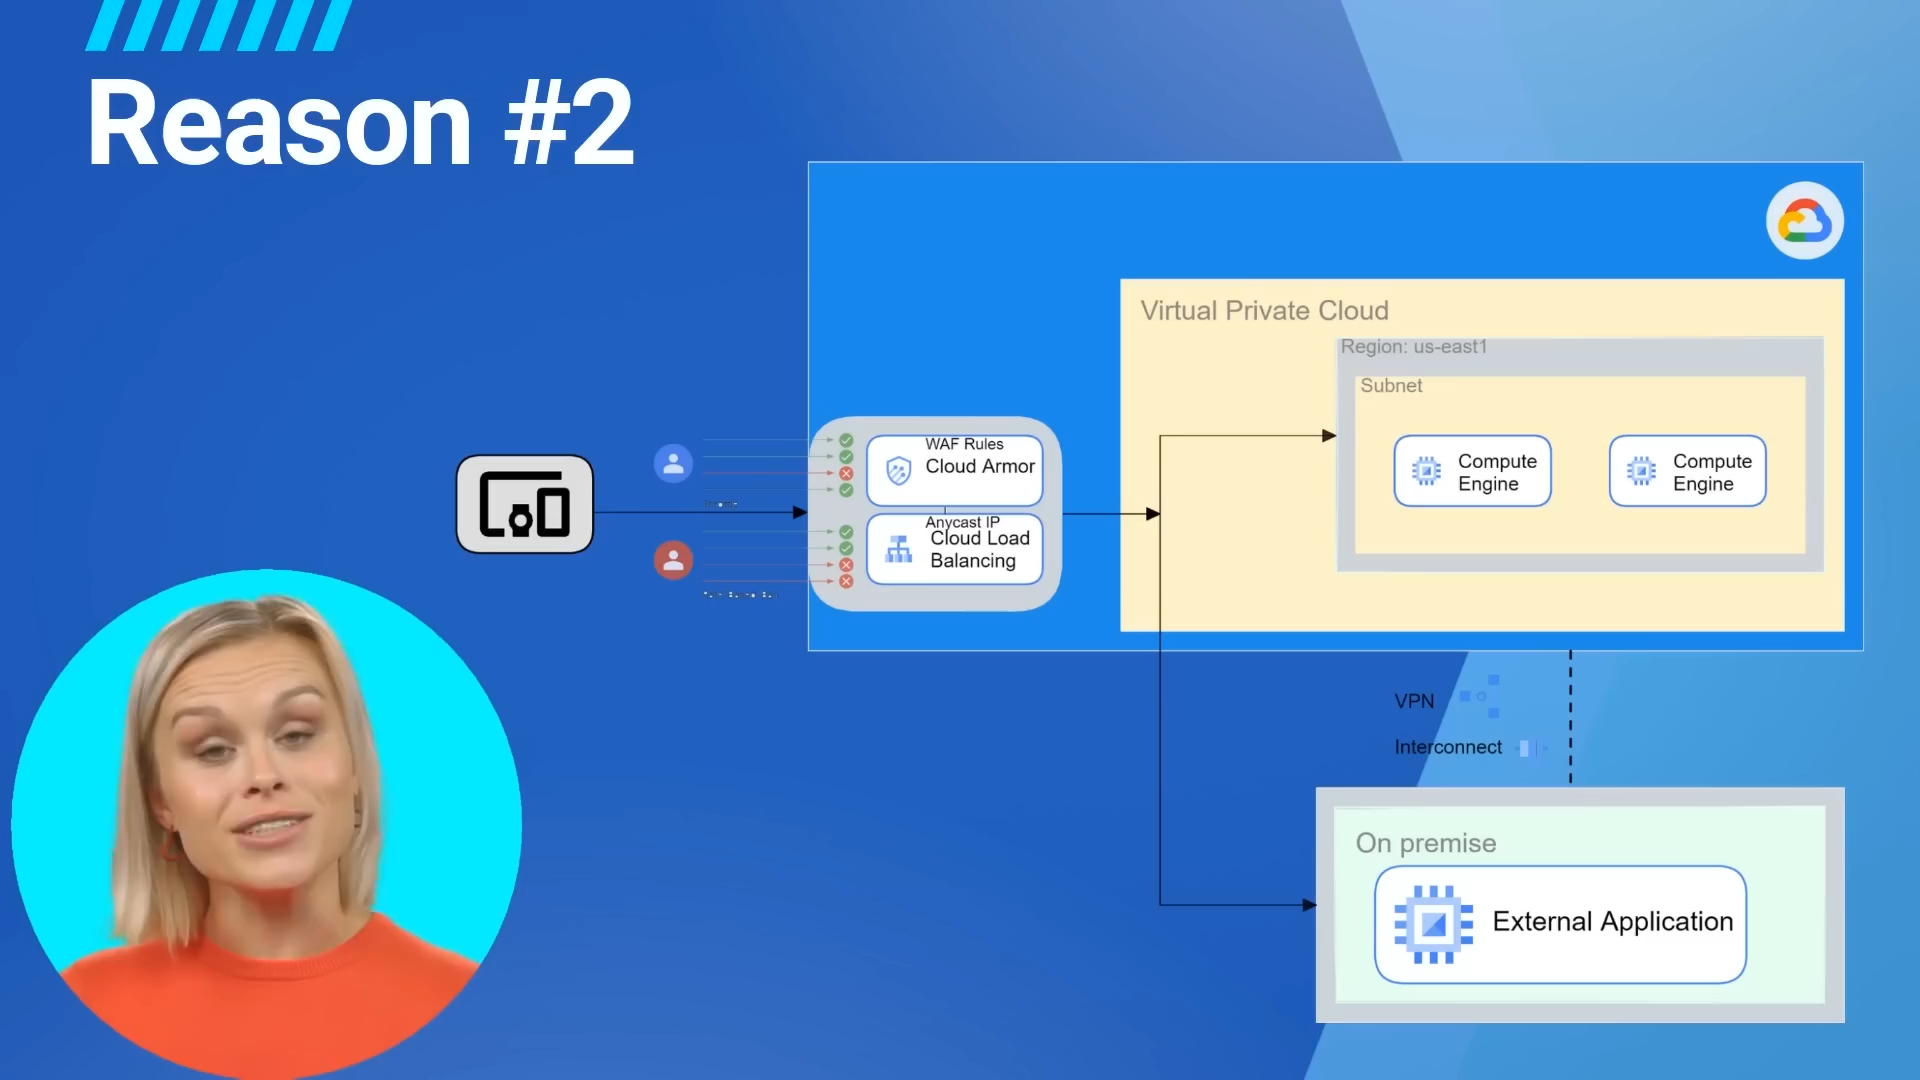 Reason #2
Virtual Private Cloud
Region: us-east1
Subnet
WAF Rules
Cloud Armor
Compute
Engine
Compute
Engine
Anycast IP
Cloud Load
Balancing
VPN
Interconnect
On premise
External Application